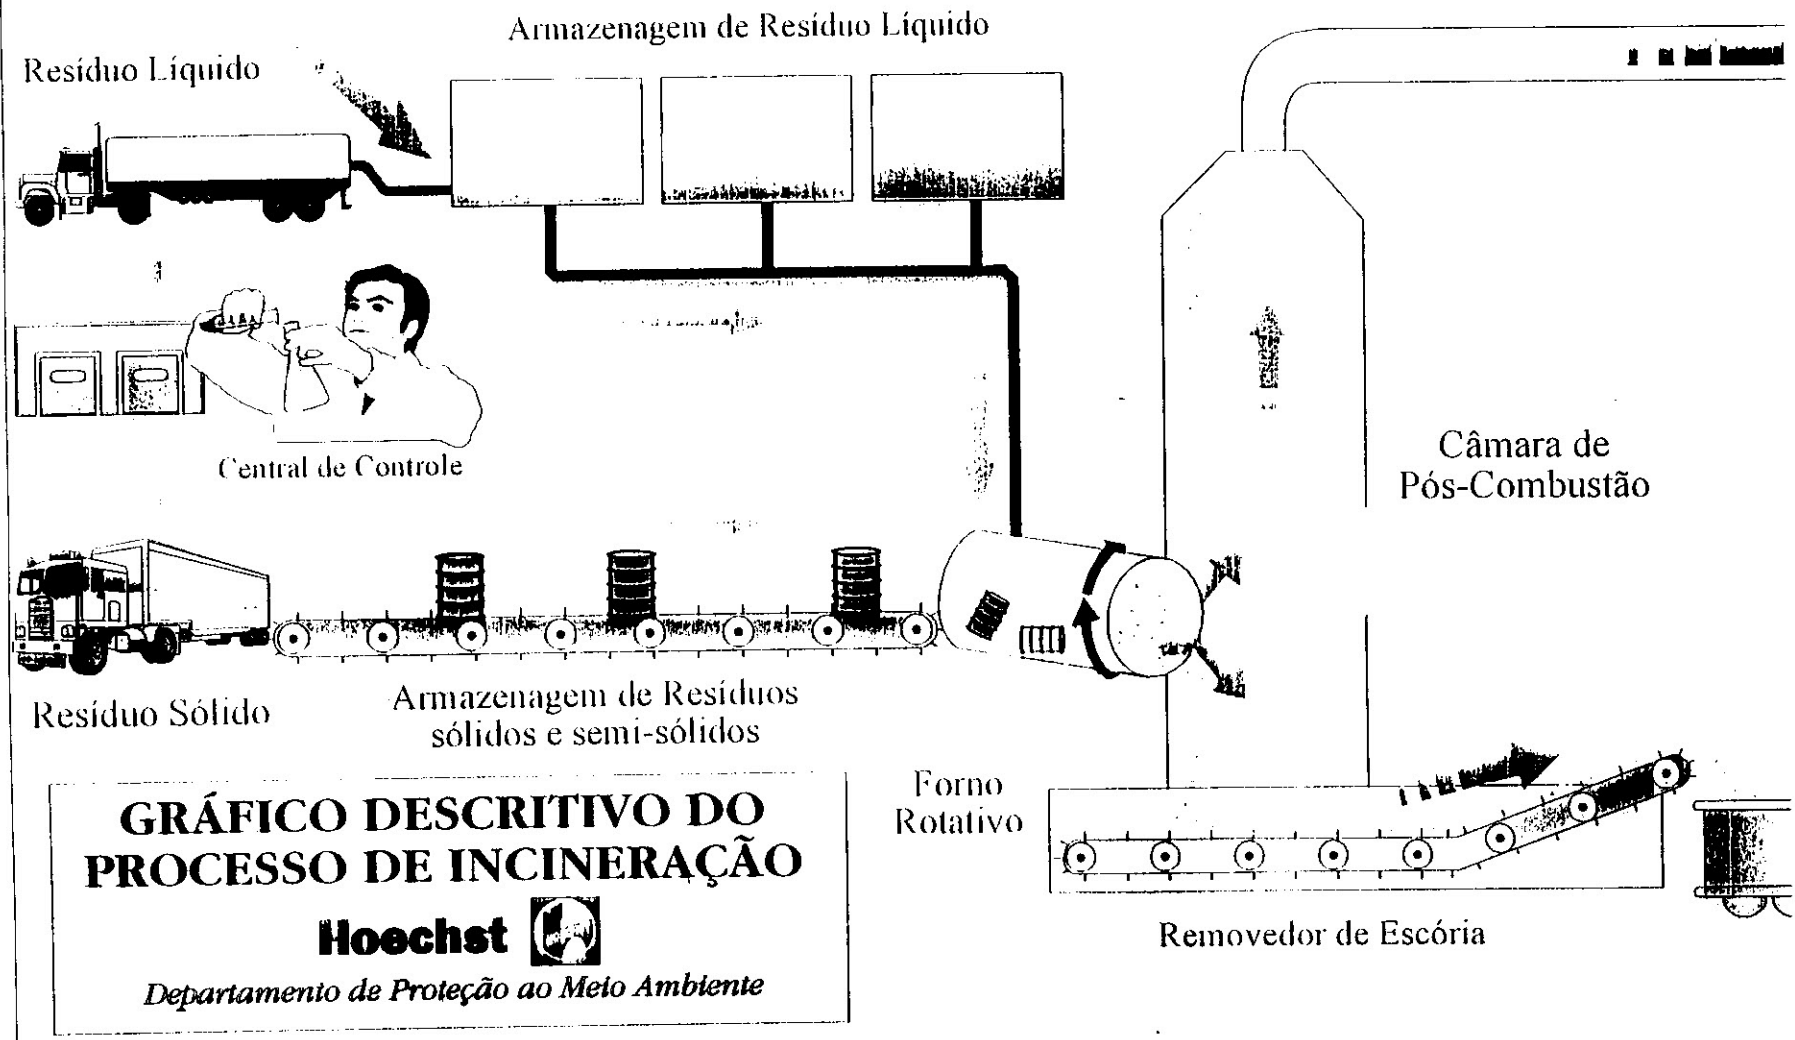 Armazenagem de Resíduo Líquido
Resíduo Líquido
Central de Controle
Câmara de
Pós-Combustão
Resíduo Sólido
Armazenagem de Resíduos
sólidos e semi-sólidos
Forno
Rotativo
Removedor de Escória
GRÁFICO DESCRITIVO DO
PROCESSO DE INCINERAÇÃO
Hoechst
Departamento de Proteção ao Meio Ambiente